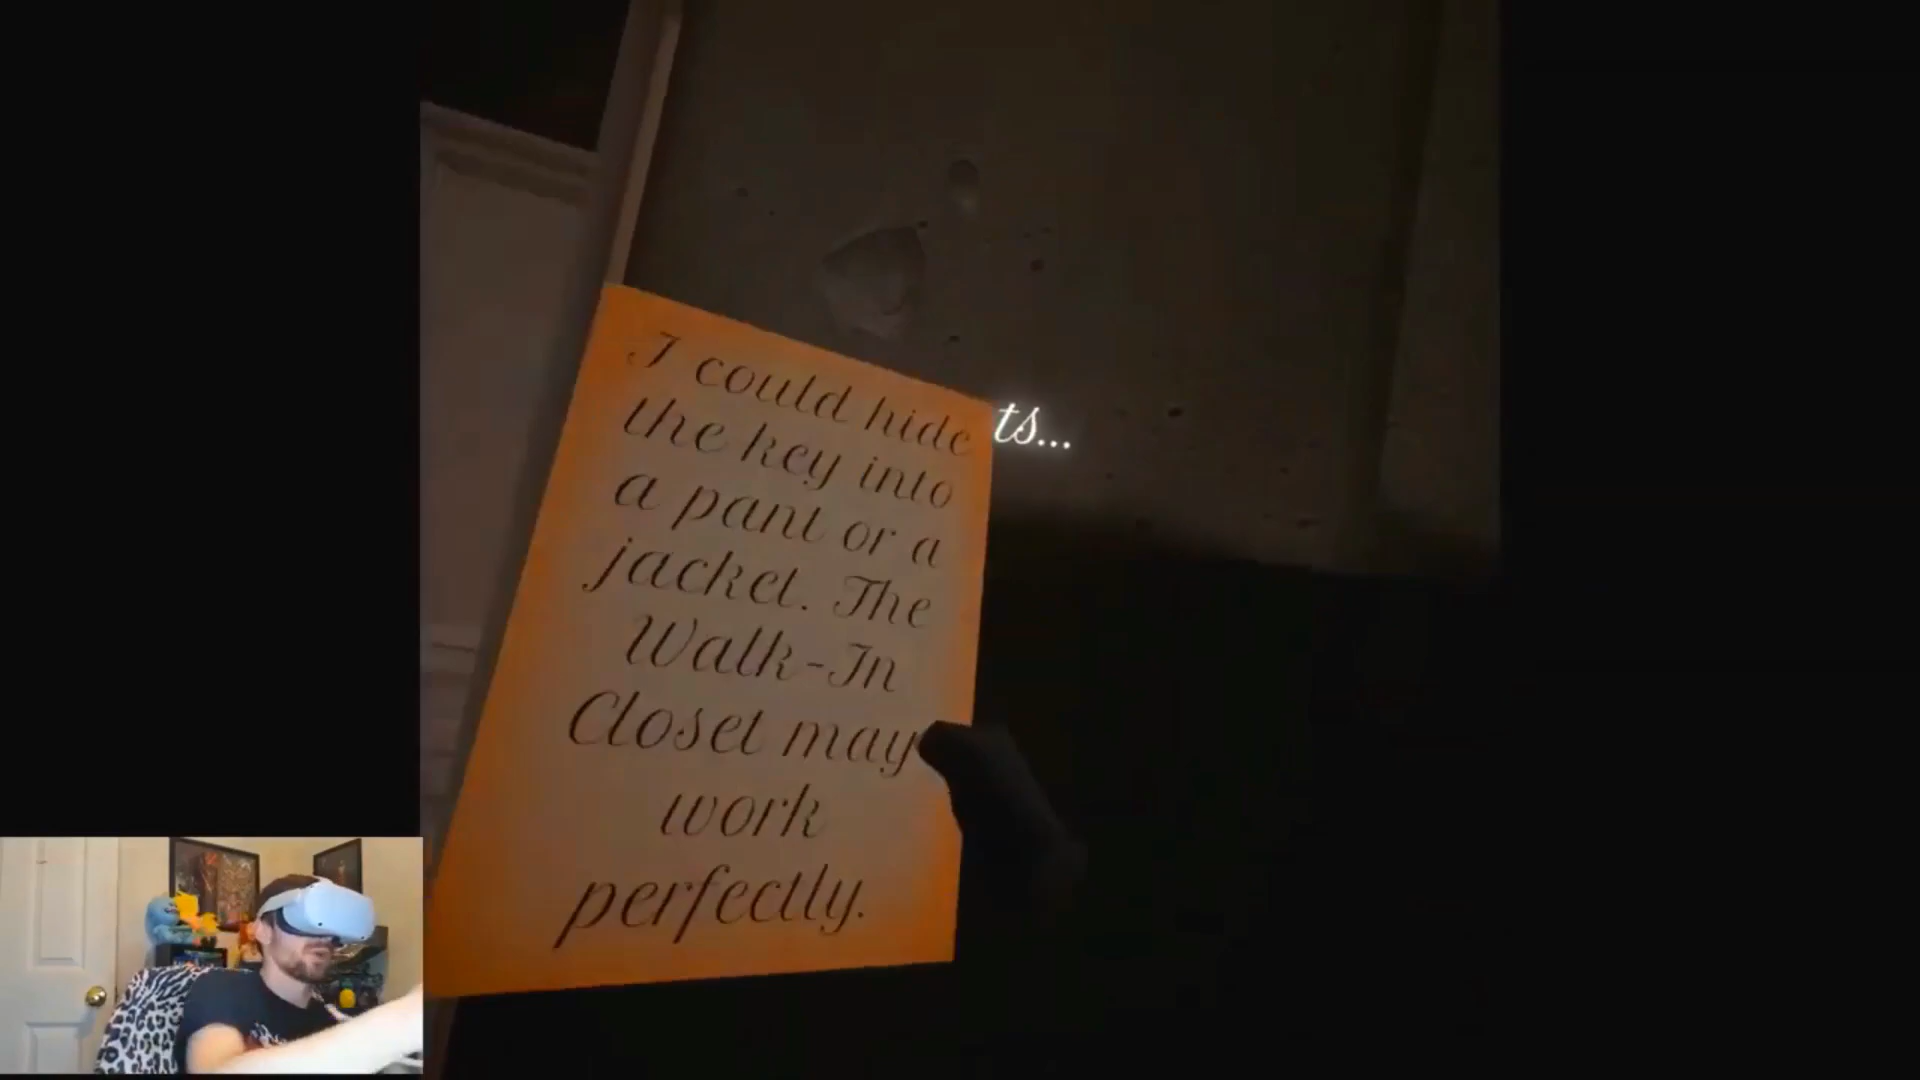 I could hide
the key into
a pant or a
jacket. The
Walk-In
Closet may
work
perfectly.
ts...